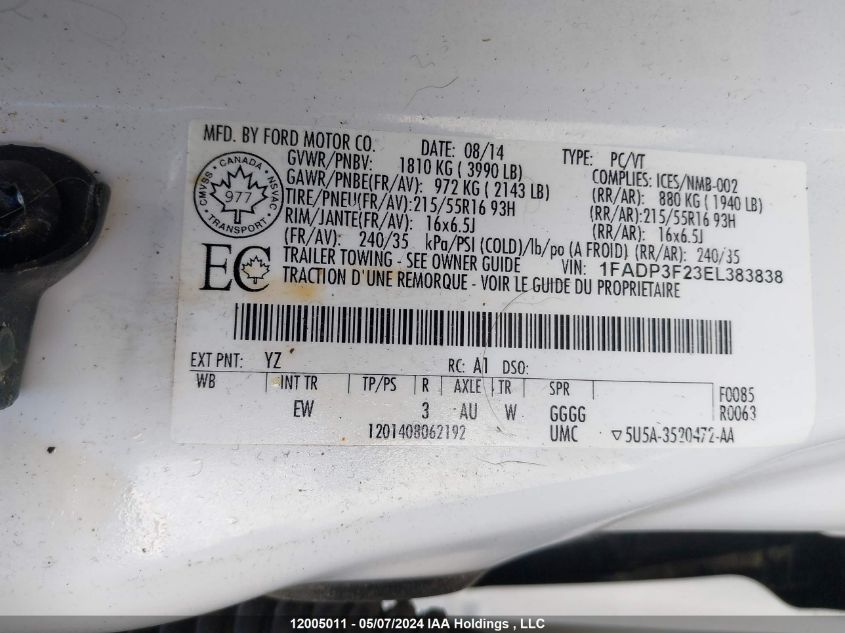 MFD. BY FORD MOTOR CO. DATE: 08/14 TYPE: PC/VT
GVWR/PNBV: 1810 KG ( 3990 LB) COMPLIES: ICES/NMB-002
GAWR/PNBE(FR/AV): 972 KG ( 2143 LB) (RR/AR): 880 KG ( 1940 LB)
TIRE/PNEU(FR/AV): 215/55R16 93H (RR/AR): 215/55R16 93H
RIM/JANTE(FR/AV): 16x6.5J (RR/AR): 16x6.5J
(FR/AV): 240/35 kPa/PSI (COLD)/lb/po (A FROID) (RR/AR): 240/35
TRAILER TOWING - SEE OWNER GUIDE VIN: 1FADP3F23EL383838
TRACTION D'UNE REMORQUE - VOIR LE GUIDE DU PROPRIETAIRE
CMVSS · CANADA · NSVAC
977
TRANSPORT
EC
EXT PNT: YZ RC: A1 DSO:
WB INT TR TP/PS R AXLE TR SPR F0085
EW 3 AU W GGGG R0063
1201408062192 UMC ▽5U5A-3520472-AA
12005011 - 05/07/2024 IAA Holdings , LLC